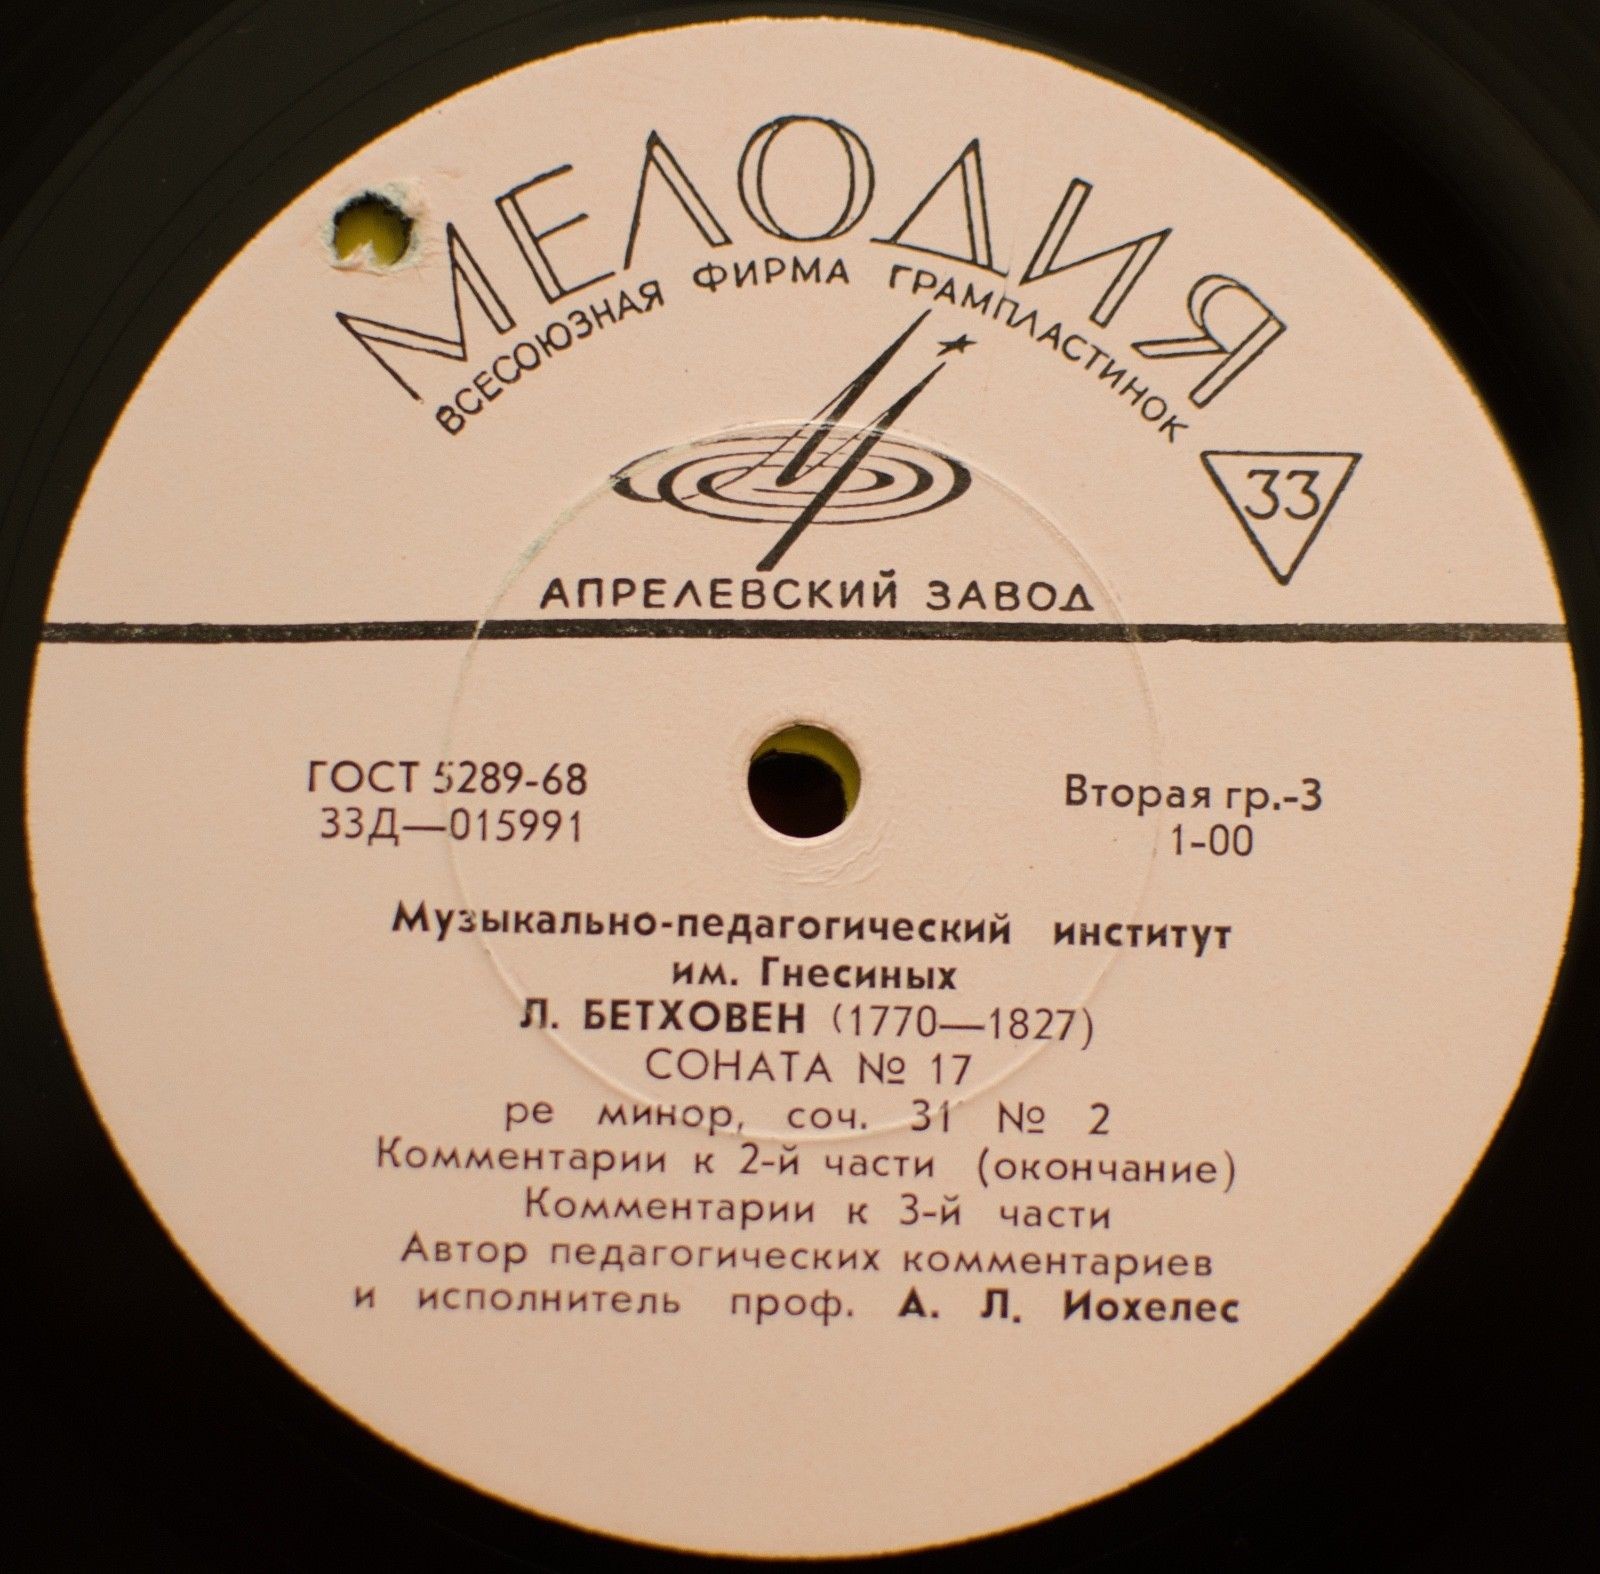 МЕЛОДИЯ
ВСЕСОЮЗНАЯ ФИРМА ГРАМПЛАСТИНОК
33
АПРЕЛЕВСКИЙ ЗАВОД
ГОСТ 5289-68
33Д—015991
Вторая гр.-3
1-00
Музыкально-педагогический институт
им. Гнесиных
Л. БЕТХОВЕН (1770—1827)
СОНАТА № 17
ре минор, соч. 31 № 2
Комментарии к 2-й части (окончание)
Комментарии к 3-й части
Автор педагогических комментариев
и исполнитель проф. А. Л. Иохелес